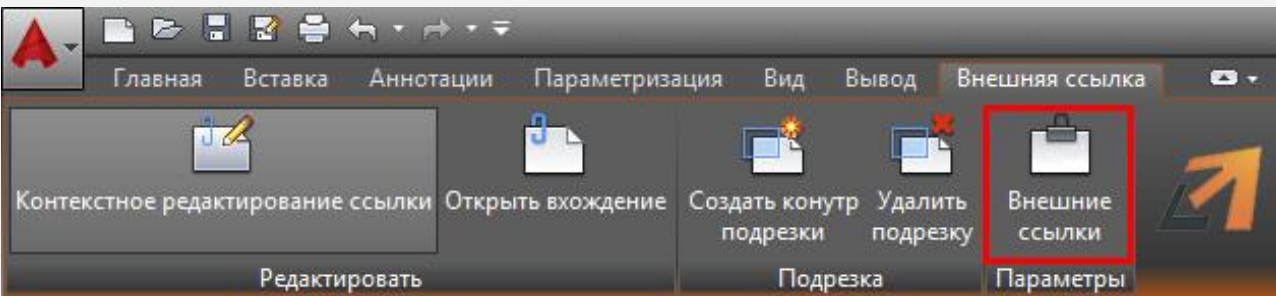 Главная Вставка Аннотации Параметризация Вид Вывод Внешняя ссылка
Контекстное редактирование ссылки Открыть вхождение Создать конутр подрезки Удалить подрезку Внешние ссылки
Редактировать Подрезка Параметры